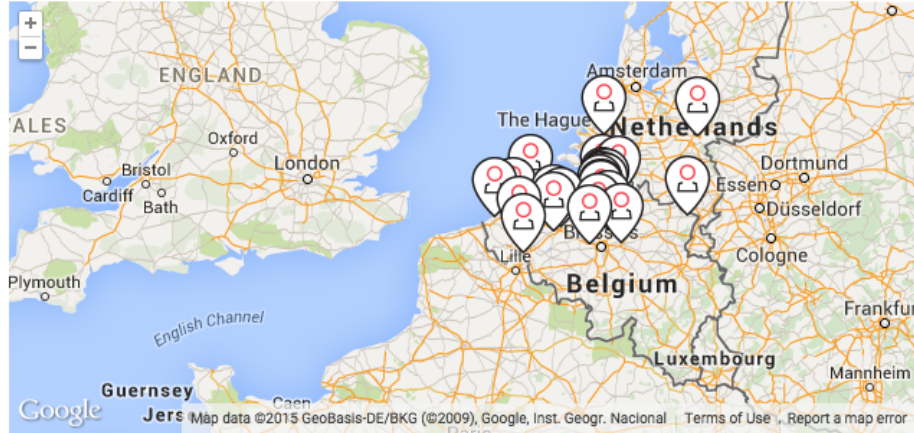 +
−
Amsterdam
ENGLAND
The Hague
Netherlands
ALES
Oxford
Dortmund
Bristol
London
Essen
Cardiff
Bath
Düsseldorf
Brussels
Cologne
Lille
Plymouth
Belgium
Frankfur
English Channel
Luxembourg
Mannheim
Guernsey
Caen
Google
Jers
Map data ©2015 GeoBasis-DE/BKG (©2009), Google, Inst. Geogr. Nacional
Terms of Use
Report a map error